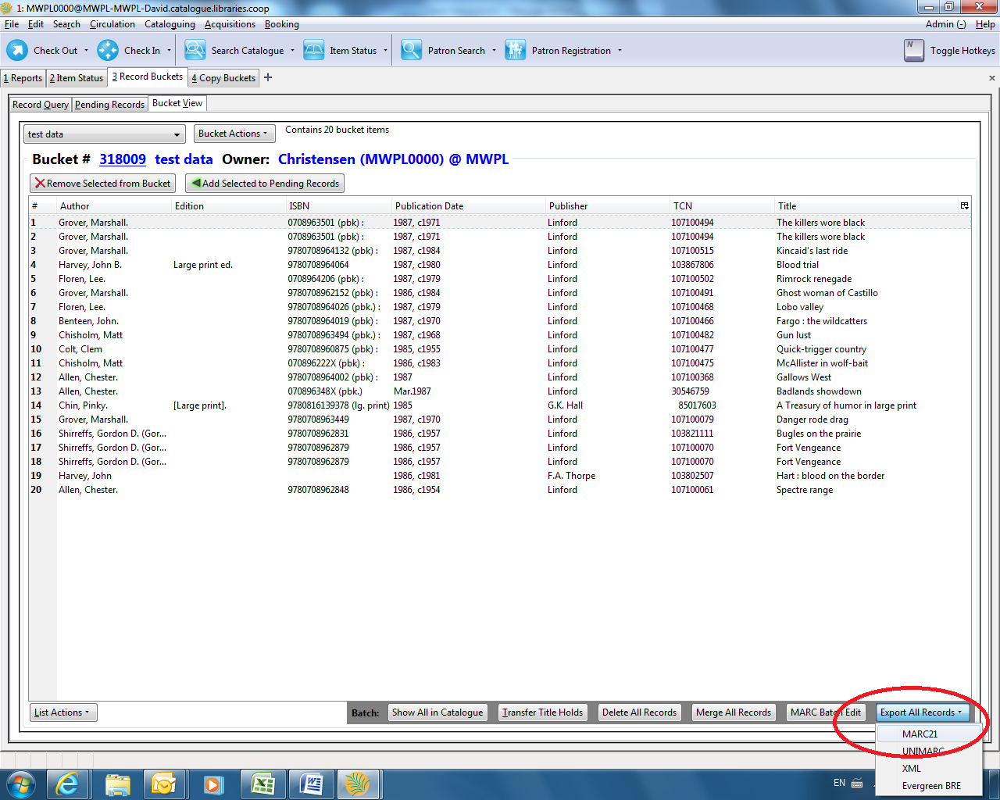 1: MWPL0000@MWPL-MWPL-David.catalogue.libraries.coop
File Edit Search Circulation Cataloguing Acquisitions Booking Admin (-) Help
Check Out Check In Search Catalogue Item Status Patron Search Patron Registration N Toggle Hotkeys
1 Reports 2 Item Status 3 Record Buckets 4 Copy Buckets
Record Query Pending Records Bucket View
test data Bucket Actions Contains 20 bucket items
Bucket # 318009 test data Owner: Christensen (MWPL0000) @ MWPL
Remove Selected from Bucket Add Selected to Pending Records
# Author Edition ISBN Publication Date Publisher TCN Title
1 Grover, Marshall. 0708963501 (pbk) : 1987, c1971 Linford 107100494 The killers wore black
2 Grover, Marshall. 0708963501 (pbk) : 1987, c1971 Linford 107100494 The killers wore black
3 Grover, Marshall. 9780708964132 (pbk) : 1987, c1984 Linford 107100515 Kincaid's last ride
4 Harvey, John B. Large print ed. 9780708964064 1987, c1980 Linford 103867806 Blood trial
5 Floren, Lee. 0708964206 (pbk) : 1987, c1979 Linford 107100502 Rimrock renegade
6 Grover, Marshall. 9780708962152 (pbk) : 1986, c1984 Linford 107100491 Ghost woman of Castillo
7 Floren, Lee. 9780708964026 (pbk.) : 1987, c1979 Linford 107100468 Lobo valley
8 Benteen, John. 9780708964019 (pbk) : 1987, c1970 Linford 107100466 Fargo : the wildcatters
9 Chisholm, Matt 9780708963494 (pbk.) : 1987, c1968 Linford 107100482 Gun lust
10 Colt, Clem 9780708960875 (pbk) : 1985, c1955 Linford 107100477 Quick-trigger country
11 Chisholm, Matt 070896222X (pbk) : 1986, c1983 Linford 107100475 McAllister in wolf-bait
12 Allen, Chester. 9780708964002 (pbk) : 1987 Linford 107100368 Gallows West
13 Allen, Chester. 070896348X (pbk.) Mar.1987 Linford 30546759 Badlands showdown
14 Chin, Pinky. [Large print]. 9780816139378 (lg. print) 1985 G.K. Hall 85017603 A Treasury of humor in large print
15 Grover, Marshall. 9780708963449 1987, c1970 Linford 107100079 Danger rode drag
16 Shirreffs, Gordon D. (Gor... 9780708962831 1986, c1957 Linford 103821111 Bugles on the prairie
17 Shirreffs, Gordon D. (Gor... 9780708962879 1986, c1957 Linford 107100070 Fort Vengeance
18 Shirreffs, Gordon D. (Gor... 9780708962879 1986, c1957 Linford 107100070 Fort Vengeance
19 Harvey, John 1986, c1981 F.A. Thorpe 103802507 Hart : blood on the border
20 Allen, Chester. 9780708962848 1986, c1954 Linford 107100061 Spectre range
List Actions Batch: Show All in Catalogue Transfer Title Holds Delete All Records Merge All Records MARC Batch Edit Export All Records
MARC21
UNIMARC
XML
Evergreen BRE
EN